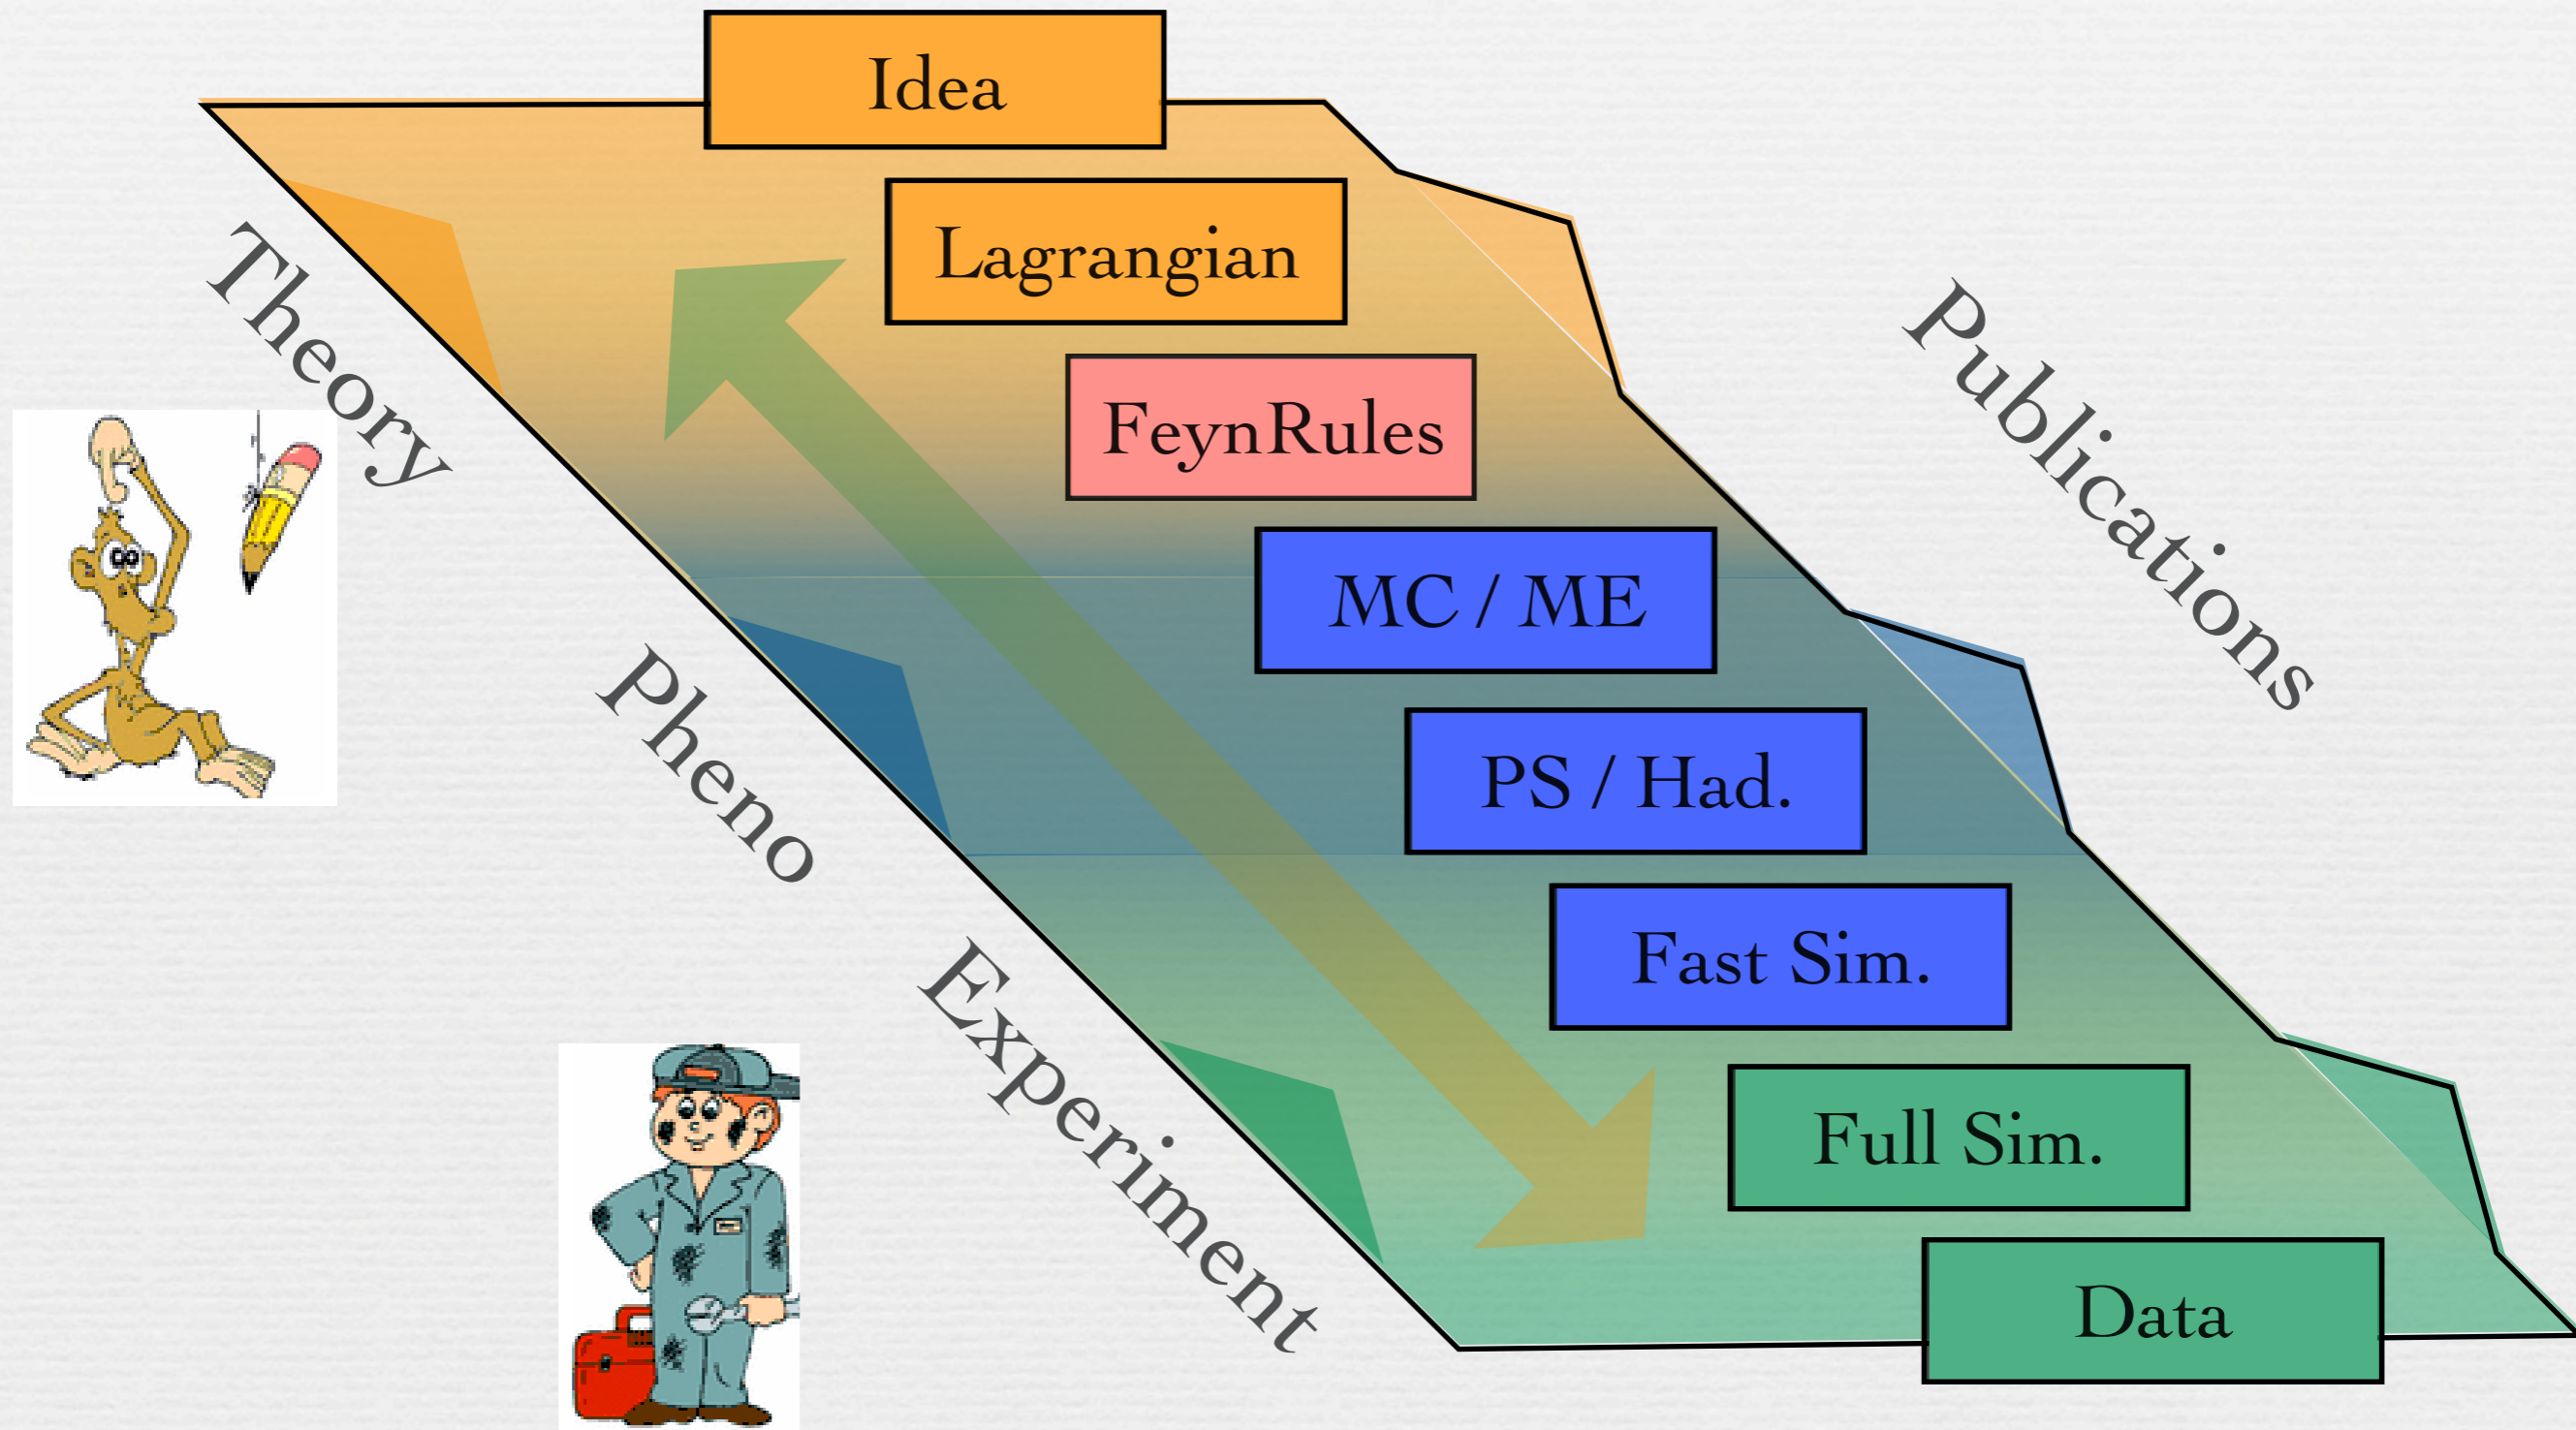 Idea
Lagrangian
FeynRules
MC / ME
PS / Had.
Fast Sim.
Full Sim.
Data
Theory
Pheno
Experiment
Publications